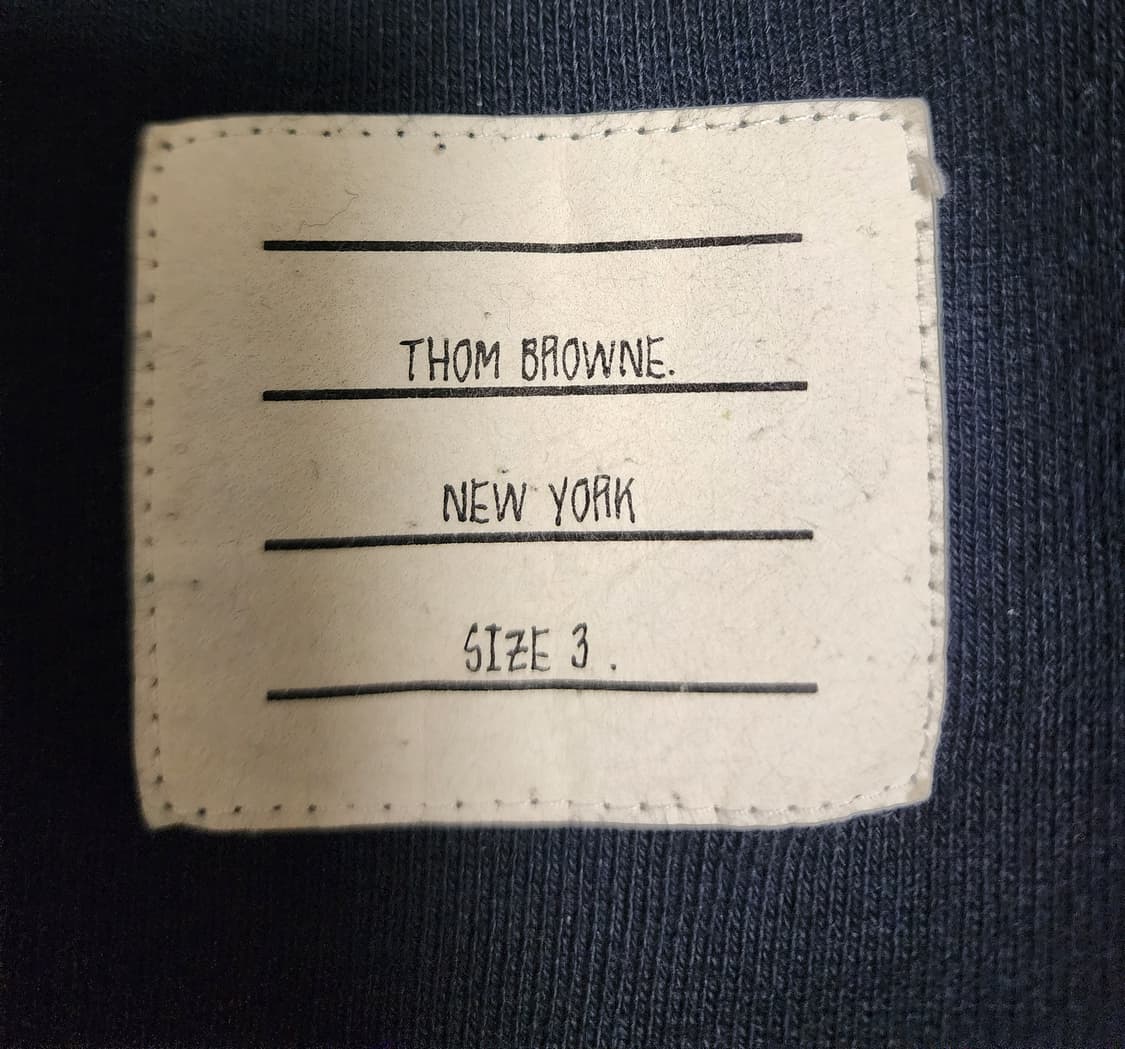 THOM BROWNE.
NEW YORK
SIZE 3 .